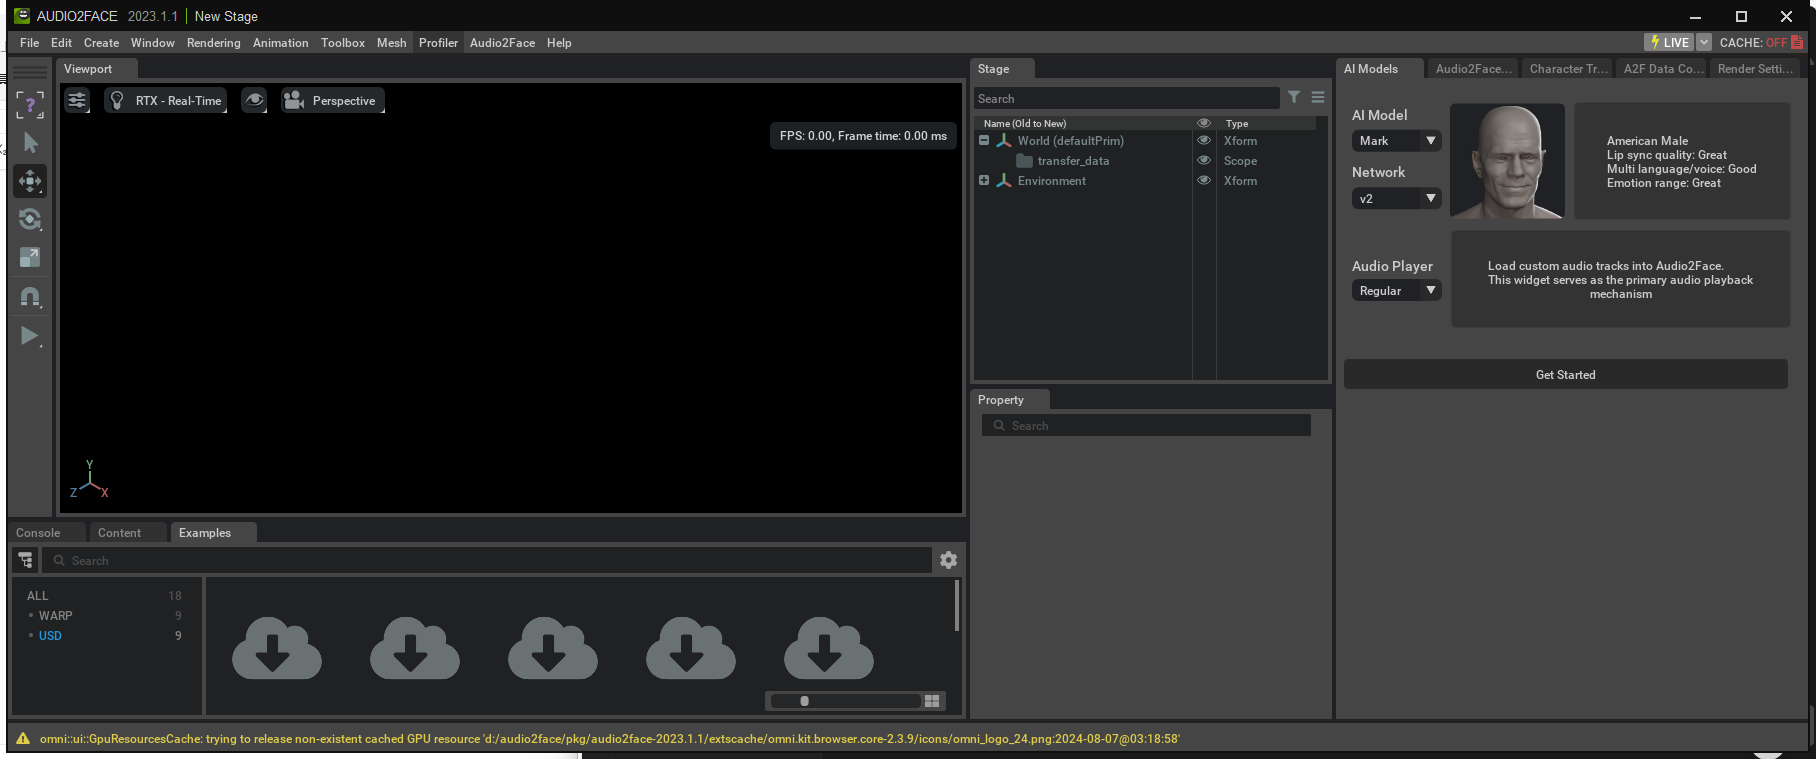 AUDIO2FACE 2023.1.1 New Stage
File Edit Create Window Rendering Animation Toolbox Mesh Profiler Audio2Face Help
LIVE CACHE: OFF
Viewport
RTX - Real-Time
Perspective
FPS: 0.00, Frame time: 0.00 ms
Y
Z X
Stage
Search
Name (Old to New) Type
World (defaultPrim) Xform
transfer_data Scope
Environment Xform
Property
Search
AI Models Audio2Face... Character Tr... A2F Data Co... Render Setti...
AI Model
Mark
Network
v2
American Male
Lip sync quality: Great
Multi language/voice: Good
Emotion range: Great
Audio Player
Regular
Load custom audio tracks into Audio2Face.
This widget serves as the primary audio playback
mechanism
Get Started
Console Content Examples
Search
ALL 18
WARP 9
USD 9
omni::ui::GpuResourcesCache: trying to release non-existent cached GPU resource 'd:/audio2face/pkg/audio2face-2023.1.1/extscache/omni.kit.browser.core-2.3.9/icons/omni_logo_24.png:2024-08-07@03:18:58'